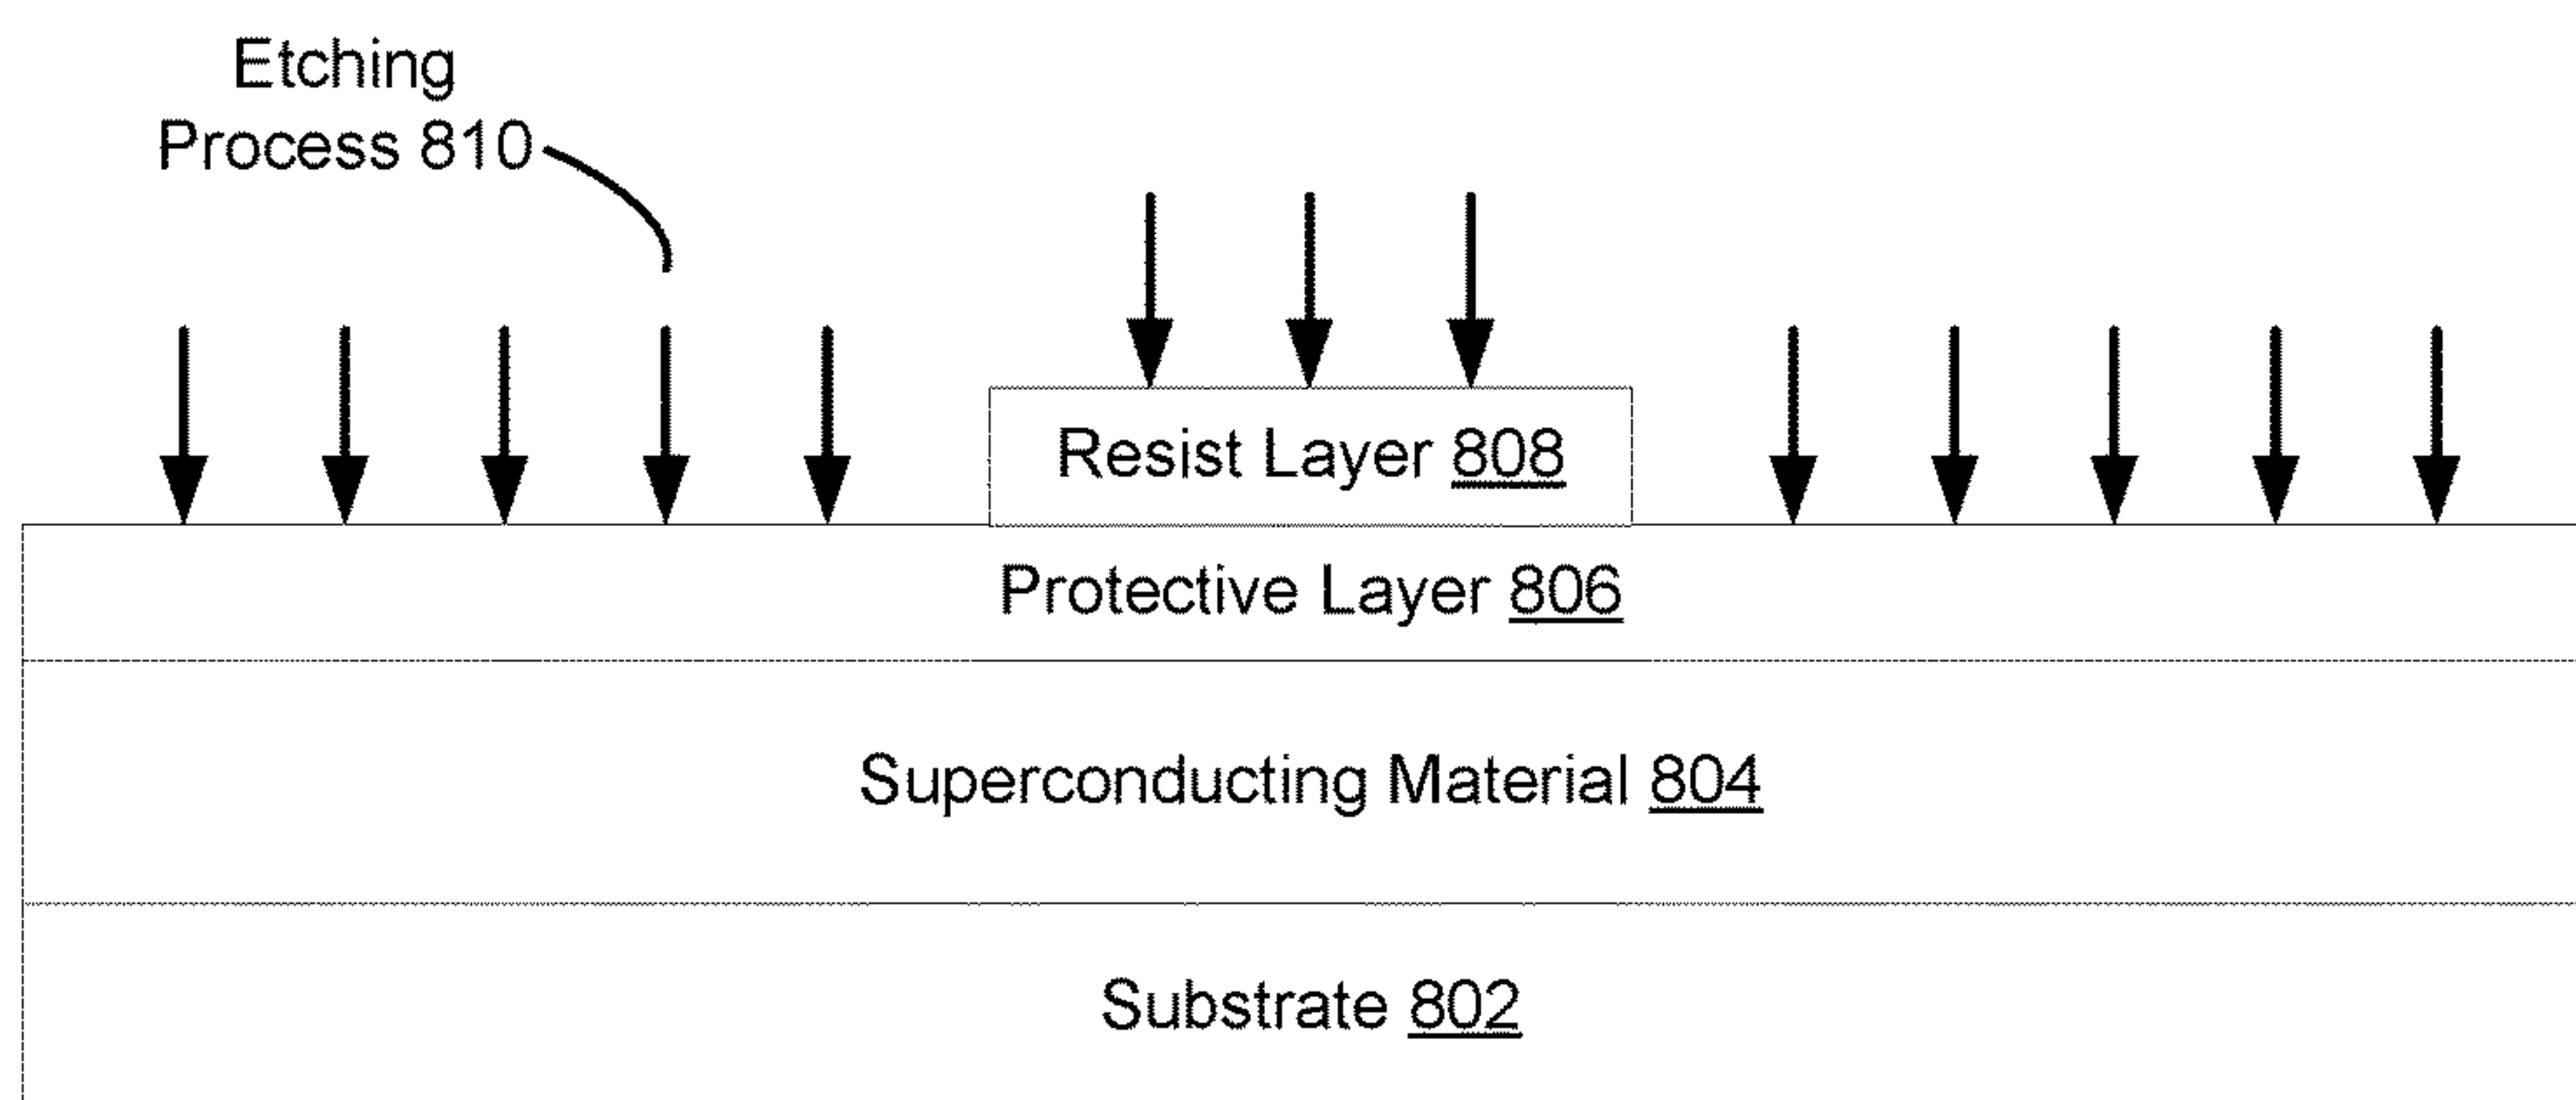 Etching
Process 810
Resist Layer 808
Protective Layer 806
Superconducting Material 804
Substrate 802